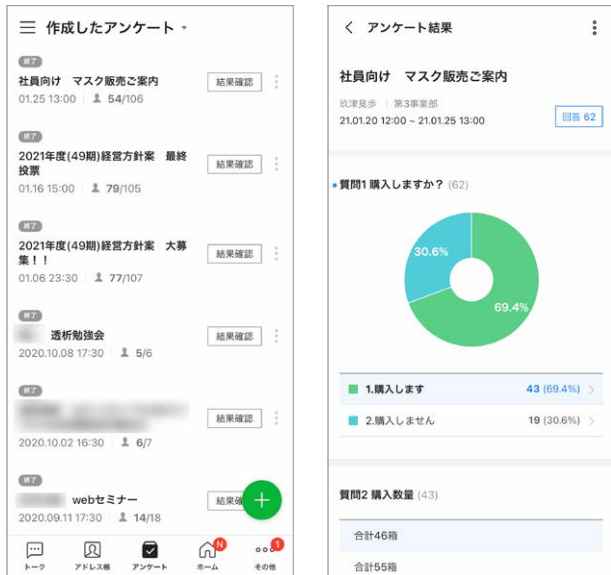 作成したアンケート
終了
社員向け　マスク販売ご案内
結果確認
01.25 13:00 54/106
終了
2021年度(49期)経営方針案　最終
投票
結果確認
01.16 15:00 79/105
終了
2021年度(49期)経営方針案　大募
集！！
結果確認
01.06 23:30 77/107
終了
透析勉強会
結果確認
2020.10.08 17:30 5/6
終了
結果確認
2020.10.02 16:30 6/7
終了
webセミナー
結果確
2020.09.11 17:30 14/18
トーク アドレス帳 アンケート ホーム その他
N 1
アンケート結果
社員向け　マスク販売ご案内
玖津見歩 第3事業部
21.01.20 12:00 ~ 21.01.25 13:00
回答 62
質問1 購入しますか？ (62)
30.6%
69.4%
1.購入します 43 (69.4%)
2.購入しません 19 (30.6%)
質問2 購入数量 (43)
合計46箱
合計55箱